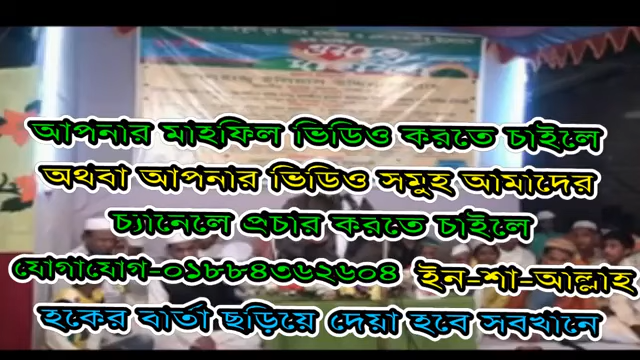 আপনার মাহফিল ভিডিও করতে চাইলে
অথবা আপনার ভিডিও সমুহ আমাদের
চ্যানেলে প্রচার করতে চাইলে
যোগাযোগ-০১৮৮৪৩৬২৬০৪ ইন-শা-আল্লাহ
হকের বার্তা ছড়িয়ে দেয়া হবে সবখানে